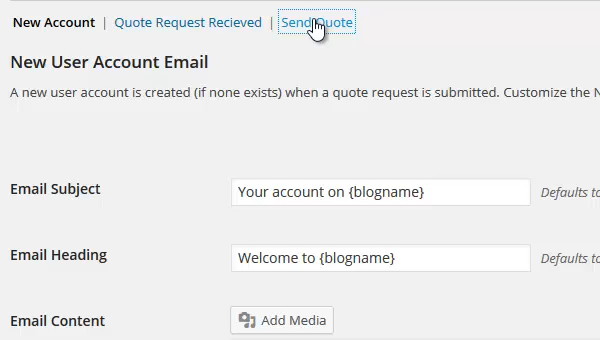 New Account | Quote Request Recieved | Send Quote
New User Account Email
A new user account is created (if none exists) when a quote request is submitted. Customize the N
Email Subject Your account on {blogname} Defaults to
Email Heading Welcome to {blogname} Defaults to
Email Content Add Media